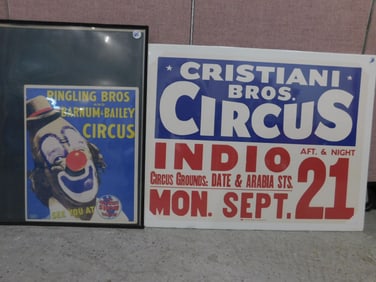 RINGLING BROS
BARNUM-BAILEY
CIRCUS
SEE YOU AT
CRISTIANI
BROS.
CIRCUS
INDIO AFT. & NIGHT
CIRCUS GROUNDS: DATE & ARABIA STS.
MON. SEPT. 21